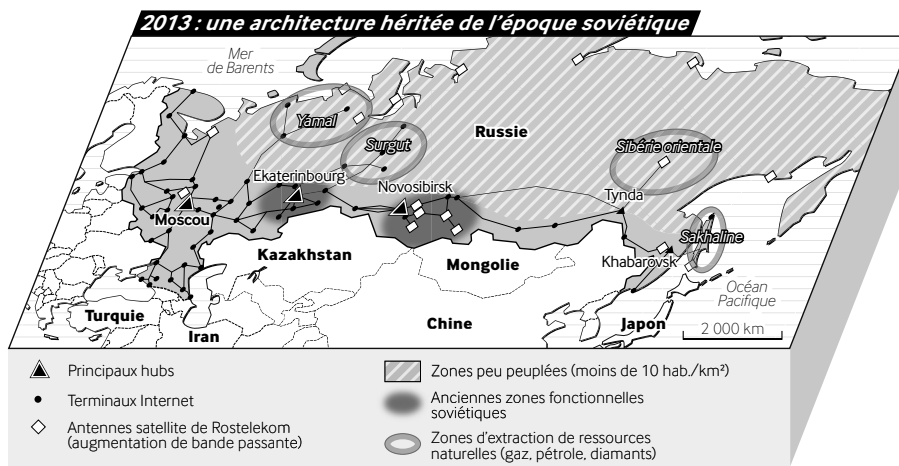 2013 : une architecture héritée de l'époque soviétique
Mer
de Barents
Yamal
Russie
Surgut
Sibérie orientale
Ekaterinbourg
Novosibirsk
Tynda
Moscou
Sakhaline
Kazakhstan
Khabarovsk
Mongolie
Océan
Pacifique
Turquie
Chine
Japon
Iran
2 000 km
Principaux hubs
Terminaux Internet
Antennes satellite de Rostelekom
(augmentation de bande passante)
Zones peu peuplées (moins de 10 hab./km²)
Anciennes zones fonctionnelles
soviétiques
Zones d'extraction de ressources
naturelles (gaz, pétrole, diamants)